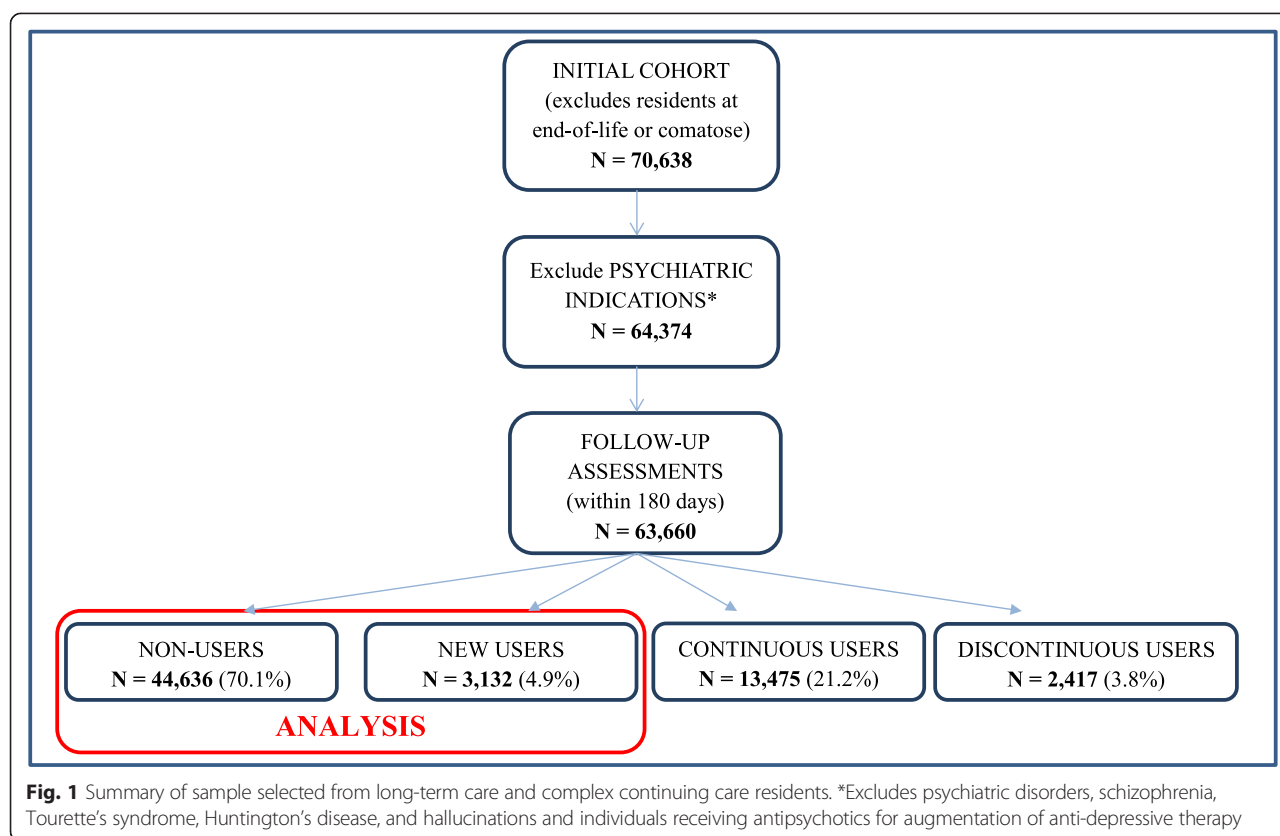 INITIAL COHORT
(excludes residents at
end-of-life or comatose)
N = 70,638
Exclude PSYCHIATRIC
INDICATIONS*
N = 64,374
FOLLOW-UP
ASSESSMENTS
(within 180 days)
N = 63,660
NON-USERS
N = 44,636 (70.1%)
NEW USERS
N = 3,132 (4.9%)
CONTINUOUS USERS
N = 13,475 (21.2%)
DISCONTINUOUS USERS
N = 2,417 (3.8%)
ANALYSIS
Fig. 1 Summary of sample selected from long-term care and complex continuing care residents. *Excludes psychiatric disorders, schizophrenia,
Tourette's syndrome, Huntington's disease, and hallucinations and individuals receiving antipsychotics for augmentation of anti-depressive therapy